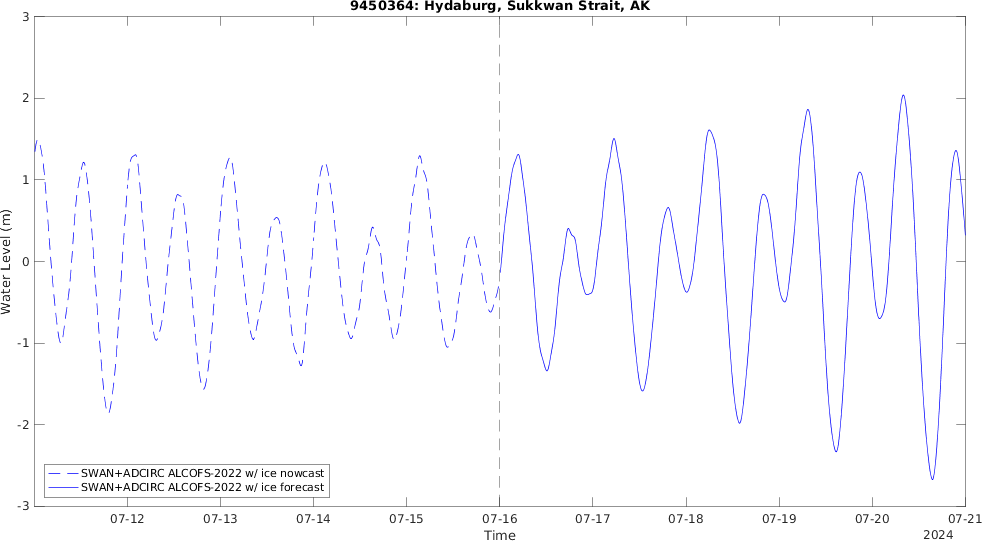 9450364: Hydaburg, Sukkwan Strait, AK
3
2
1
0
-1
-2
-3
Water Level (m)
SWAN+ADCIRC ALCOFS-2022 w/ ice nowcast
SWAN+ADCIRC ALCOFS-2022 w/ ice forecast
07-12 07-13 07-14 07-15 07-16 07-17 07-18 07-19 07-20 07-21
Time
2024